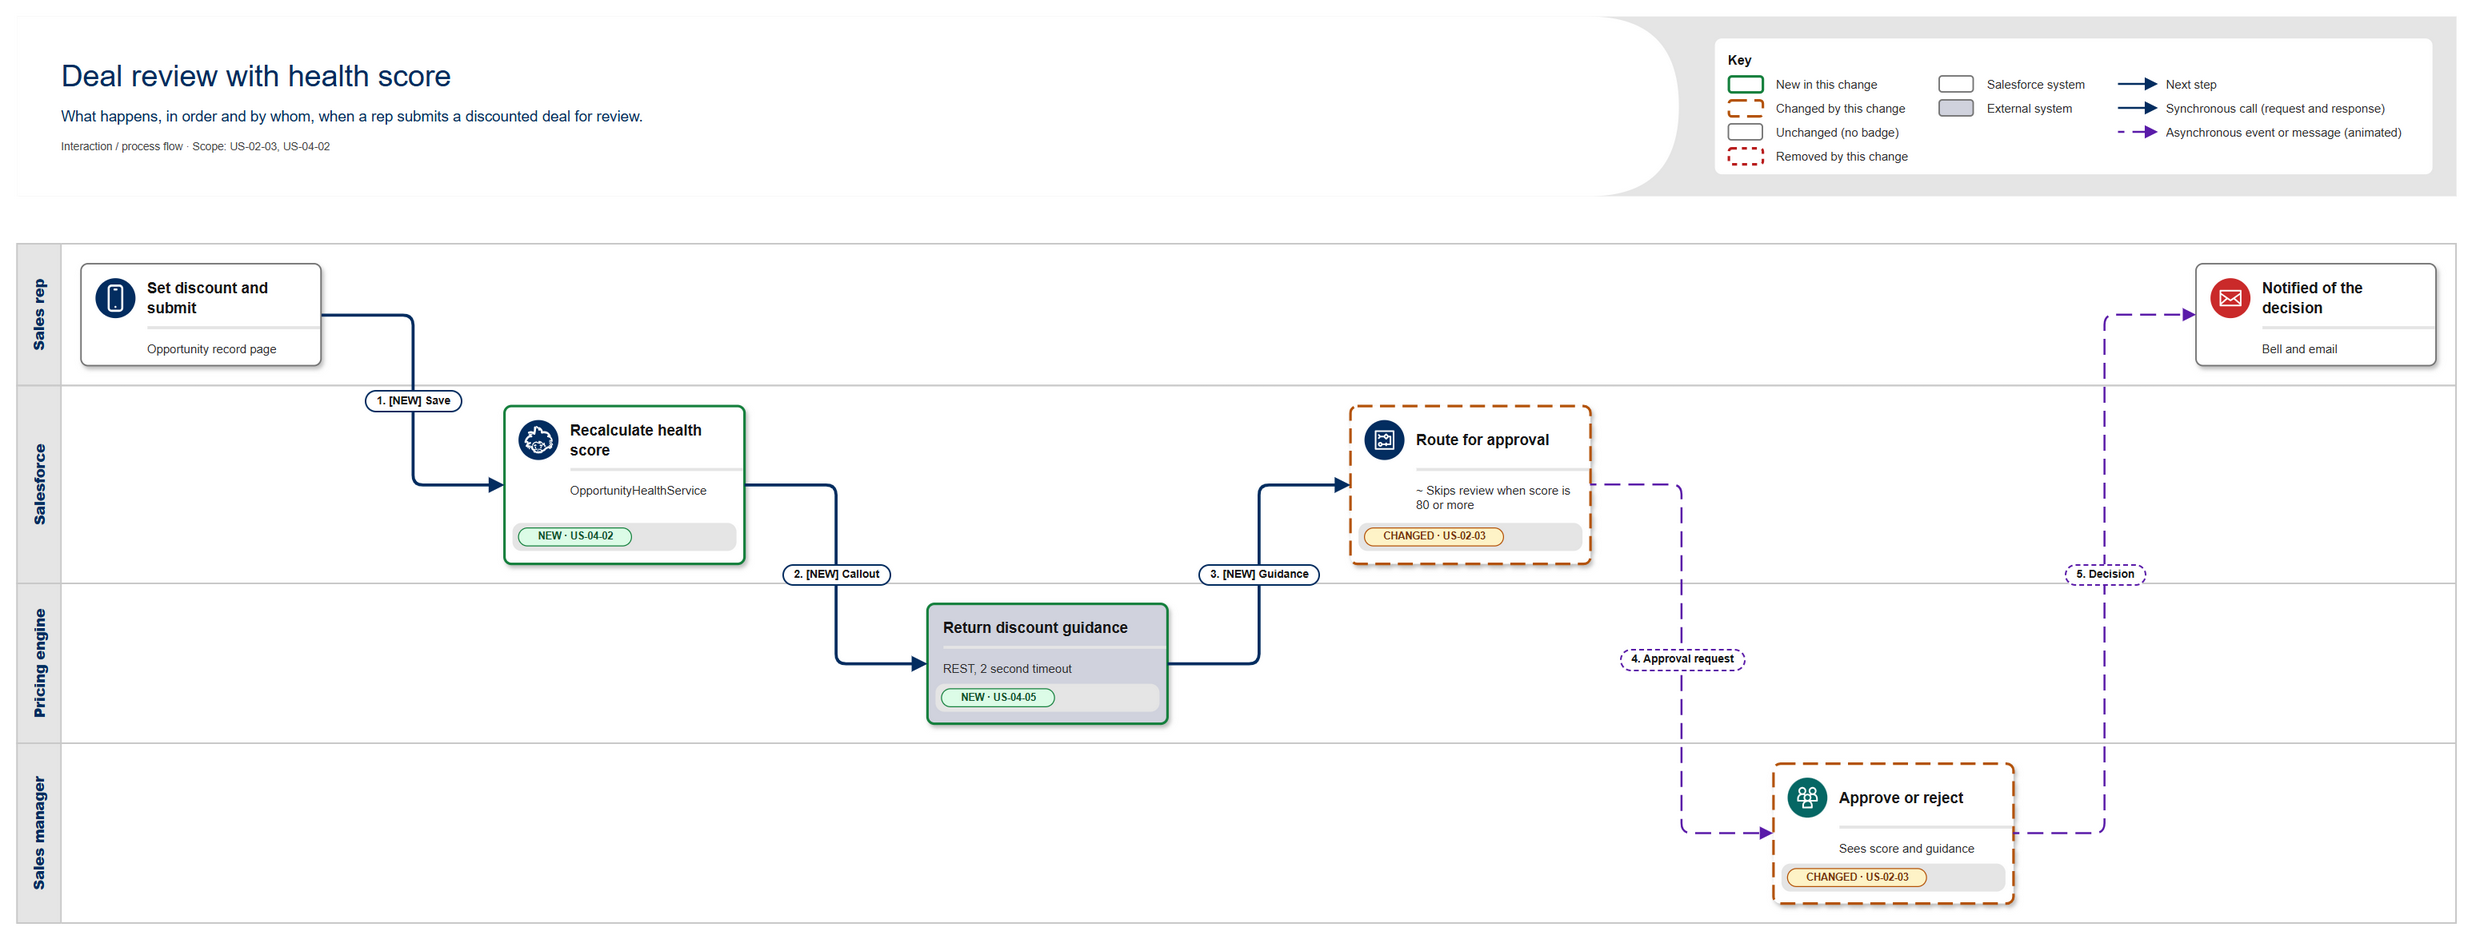 Deal review with health score
What happens, in order and by whom, when a rep submits a discounted deal for review.
Interaction / process flow · Scope: US-02-03, US-04-02
Key
New in this change
Changed by this change
Unchanged (no badge)
Removed by this change
Salesforce system
External system
Next step
Synchronous call (request and response)
Asynchronous event or message (animated)
Sales rep
Set discount and
submit
Opportunity record page
Notified of the
decision
Bell and email
1. [NEW] Save
Salesforce
Recalculate health
score
OpportunityHealthService
NEW · US-04-02
Route for approval
~ Skips review when score is
80 or more
CHANGED · US-02-03
2. [NEW] Callout
3. [NEW] Guidance
5. Decision
Pricing engine
Return discount guidance
REST, 2 second timeout
NEW · US-04-05
4. Approval request
Sales manager
Approve or reject
Sees score and guidance
CHANGED · US-02-03